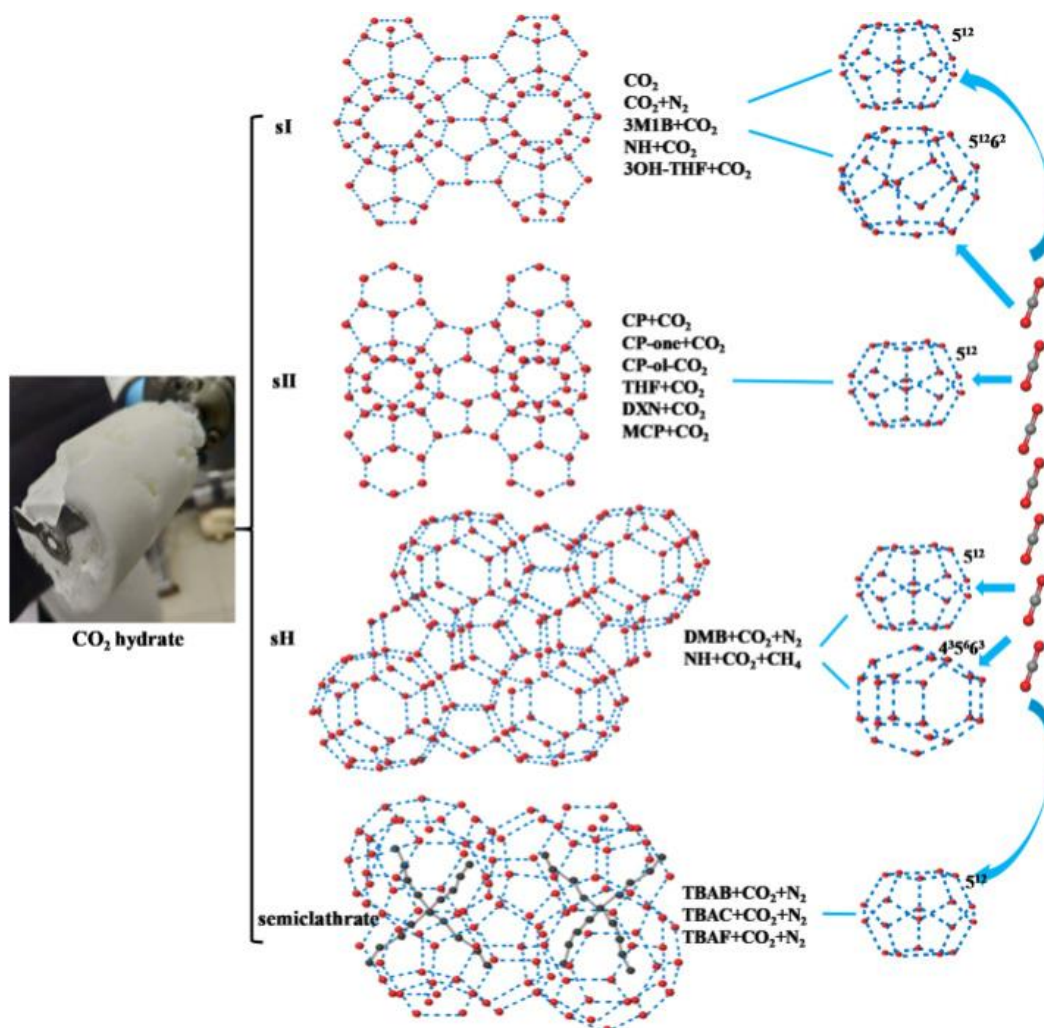 sI
CO2
CO2+N2
3M1B+CO2
NH+CO2
3OH-THF+CO2
5¹²
5¹²6²
sII
CP+CO2
CP-one+CO2
CP-ol-CO2
THF+CO2
DXN+CO2
MCP+CO2
5¹²
CO2 hydrate
sH
DMB+CO2+N2
NH+CO2+CH4
5¹²
4³5⁶6³
semiclathrate
TBAB+CO2+N2
TBAC+CO2+N2
TBAF+CO2+N2
5¹²